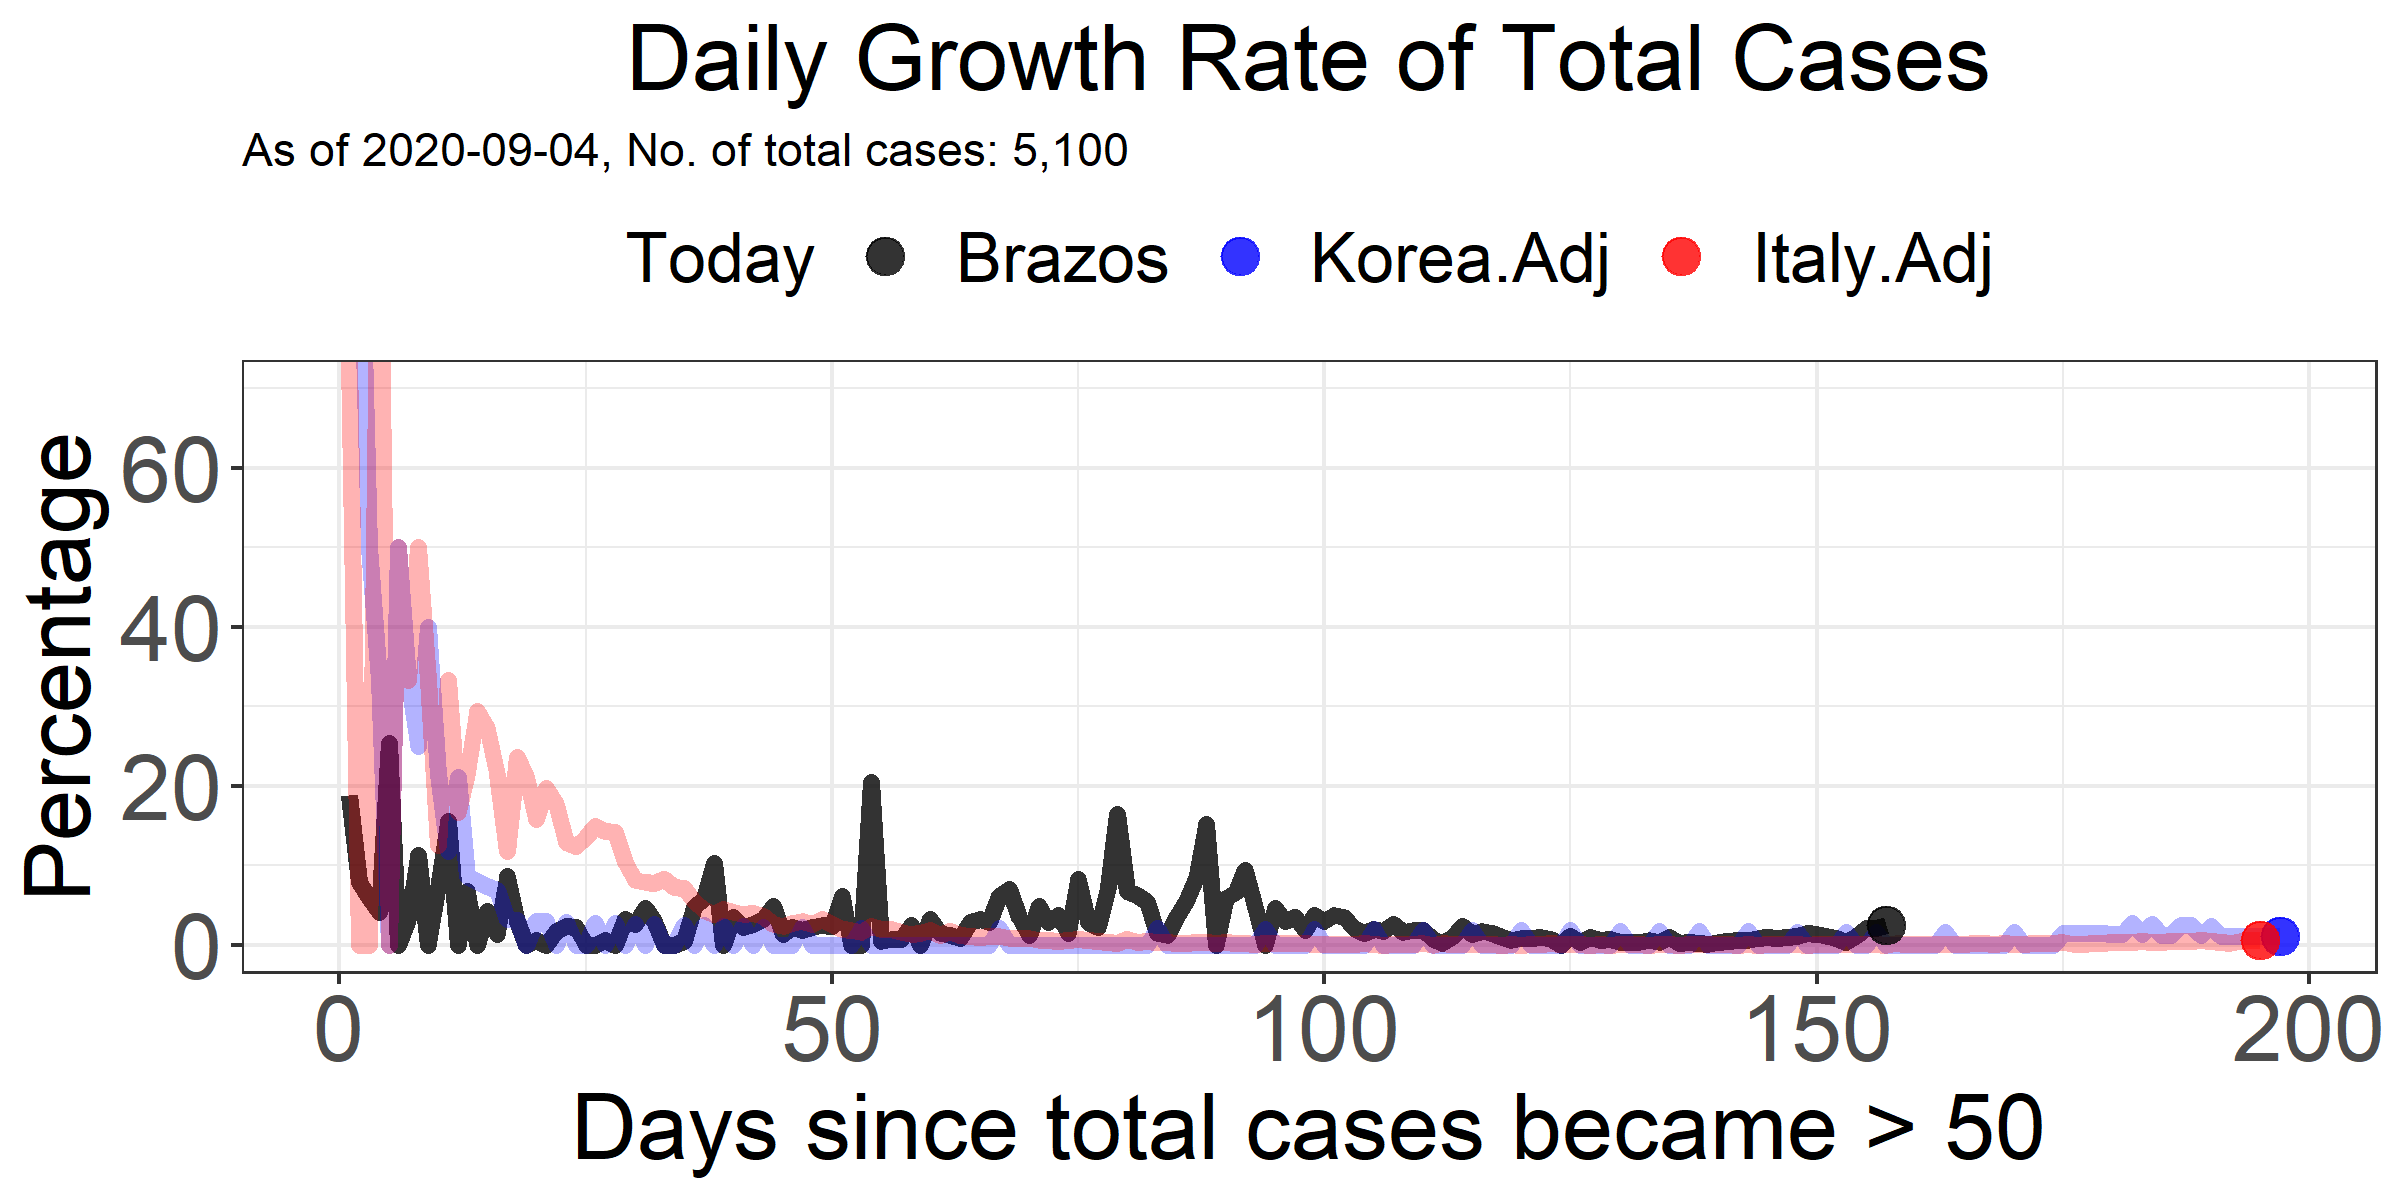 Daily Growth Rate of Total Cases
As of 2020-09-04, No. of total cases: 5,100
Today Brazos Korea.Adj Italy.Adj
Percentage
60
40
20
0
0 50 100 150 200
Days since total cases became > 50